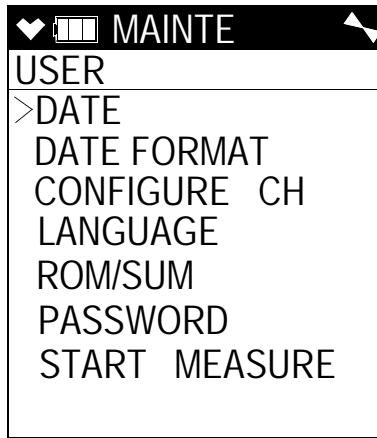 MAINTE
USER
>DATE
DATE FORMAT
CONFIGURE CH
LANGUAGE
ROM/SUM
PASSWORD
START MEASURE